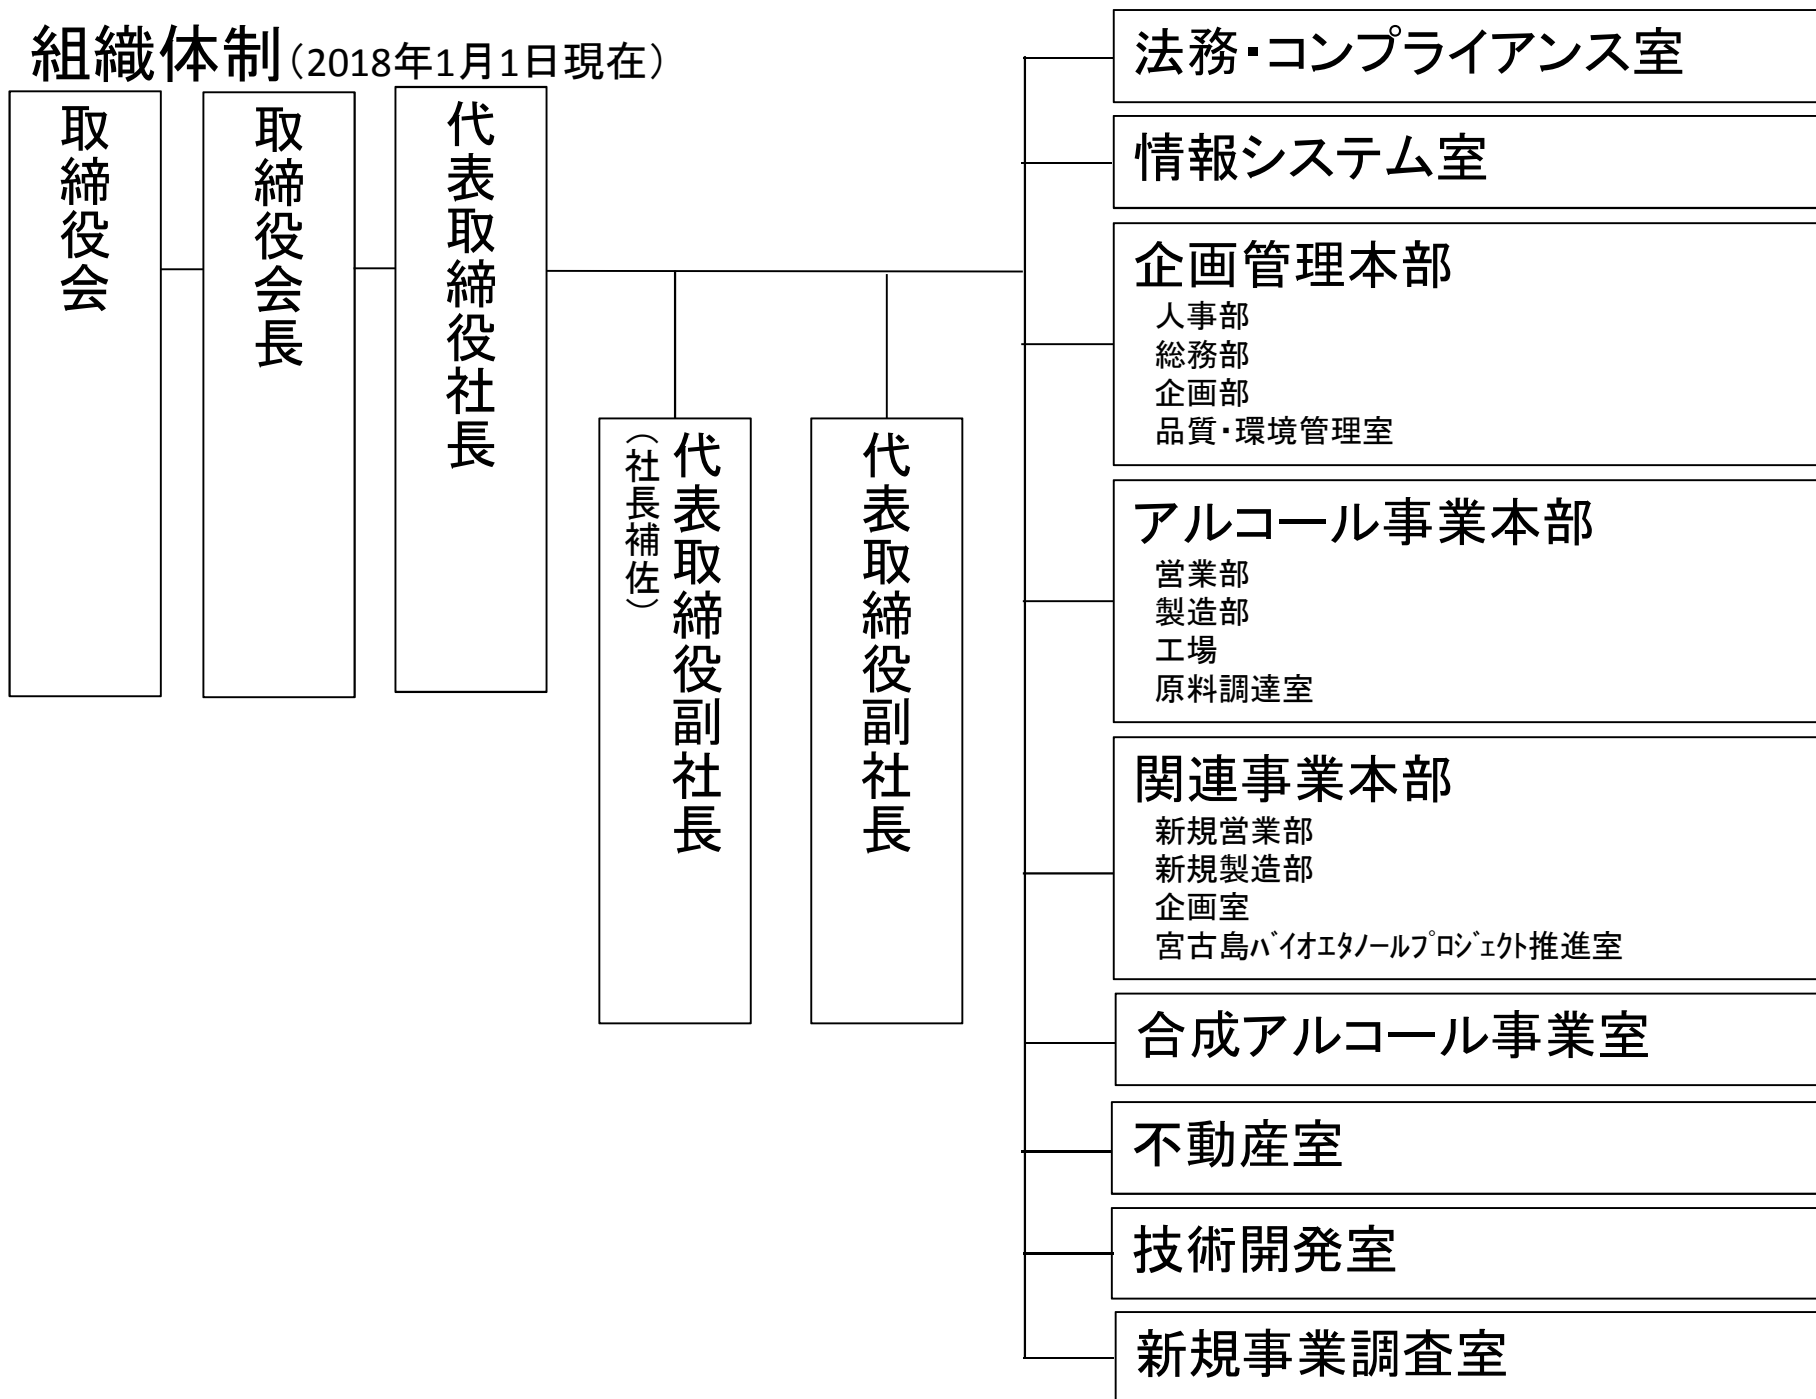 組織体制（2018年1月1日現在）
取締役会
取締役会長
代表取締役社長
代表取締役副社長
（社長補佐）
代表取締役副社長
法務・コンプライアンス室
情報システム室
企画管理本部
人事部
総務部
企画部
品質・環境管理室
アルコール事業本部
営業部
製造部
工場
原料調達室
関連事業本部
新規営業部
新規製造部
企画室
宮古島ﾊﾞｲｵｴﾀﾉｰﾙﾌﾟﾛｼﾞｪｸﾄ推進室
合成アルコール事業室
不動産室
技術開発室
新規事業調査室